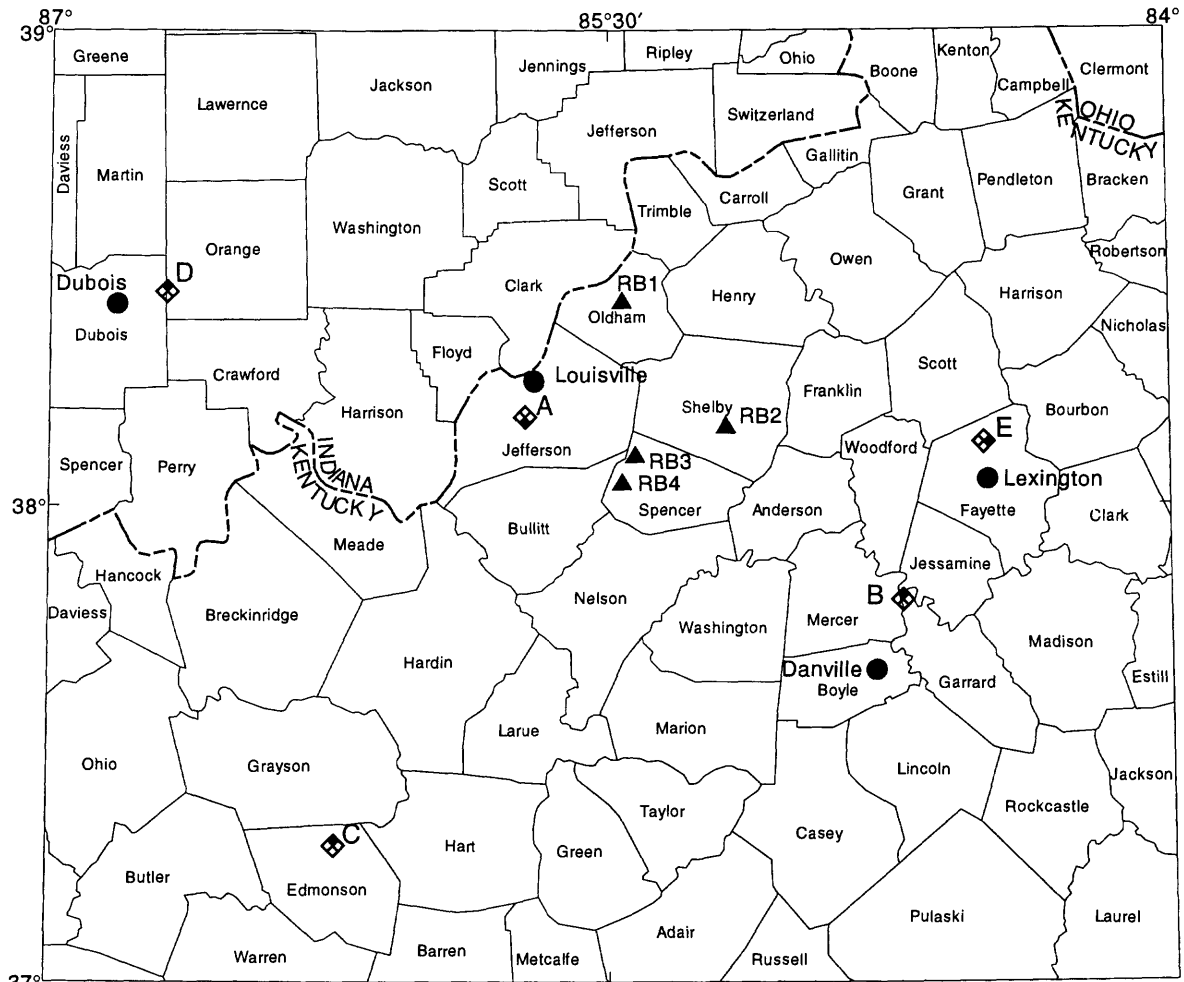 87° 85°30' 84°
39°
Greene Jennings Ripley Ohio Boone Kenton Campbell Clermont
Lawernce Jackson
Jefferson Switzerland
OHIO
KENTUCKY
Daviess Martin Scott Gallitin
Washington Trimble Carroll Grant Pendleton Bracken
Orange Owen Robertson
D
Dubois Clark RB1 Henry Harrison
Oldham
Dubois Floyd Nicholas
Crawford Scott
Louisville Franklin
Harrison A Shelby RB2 Bourbon
Jefferson Woodford E
Spencer Perry INDIANA RB3
KENTUCKY RB4 Lexington
38° Spencer Anderson Fayette Clark
Bullitt
Meade
Hancock Jessamine
Daviess Breckinridge Nelson B
Washington Mercer Madison
Hardin
Danville
Boyle Garrard Estill
Larue Marion
Ohio Grayson Lincoln Jackson
Rockcastle
Taylor
C Casey
Hart Green
Butler Edmonson
Pulaski Laurel
Adair
Warren Barren Metcalfe Russell
37°